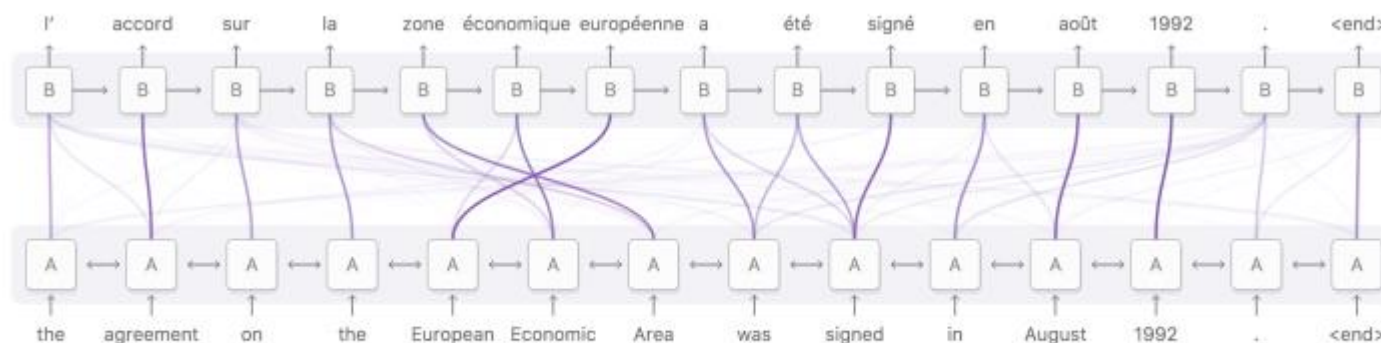 l' accord sur la zone économique européenne a été signé en août 1992 . <end>
B B B B B B B B B B B B B B B
A A A A A A A A A A A A A A
the agreement on the European Economic Area was signed in August 1992 . <end>